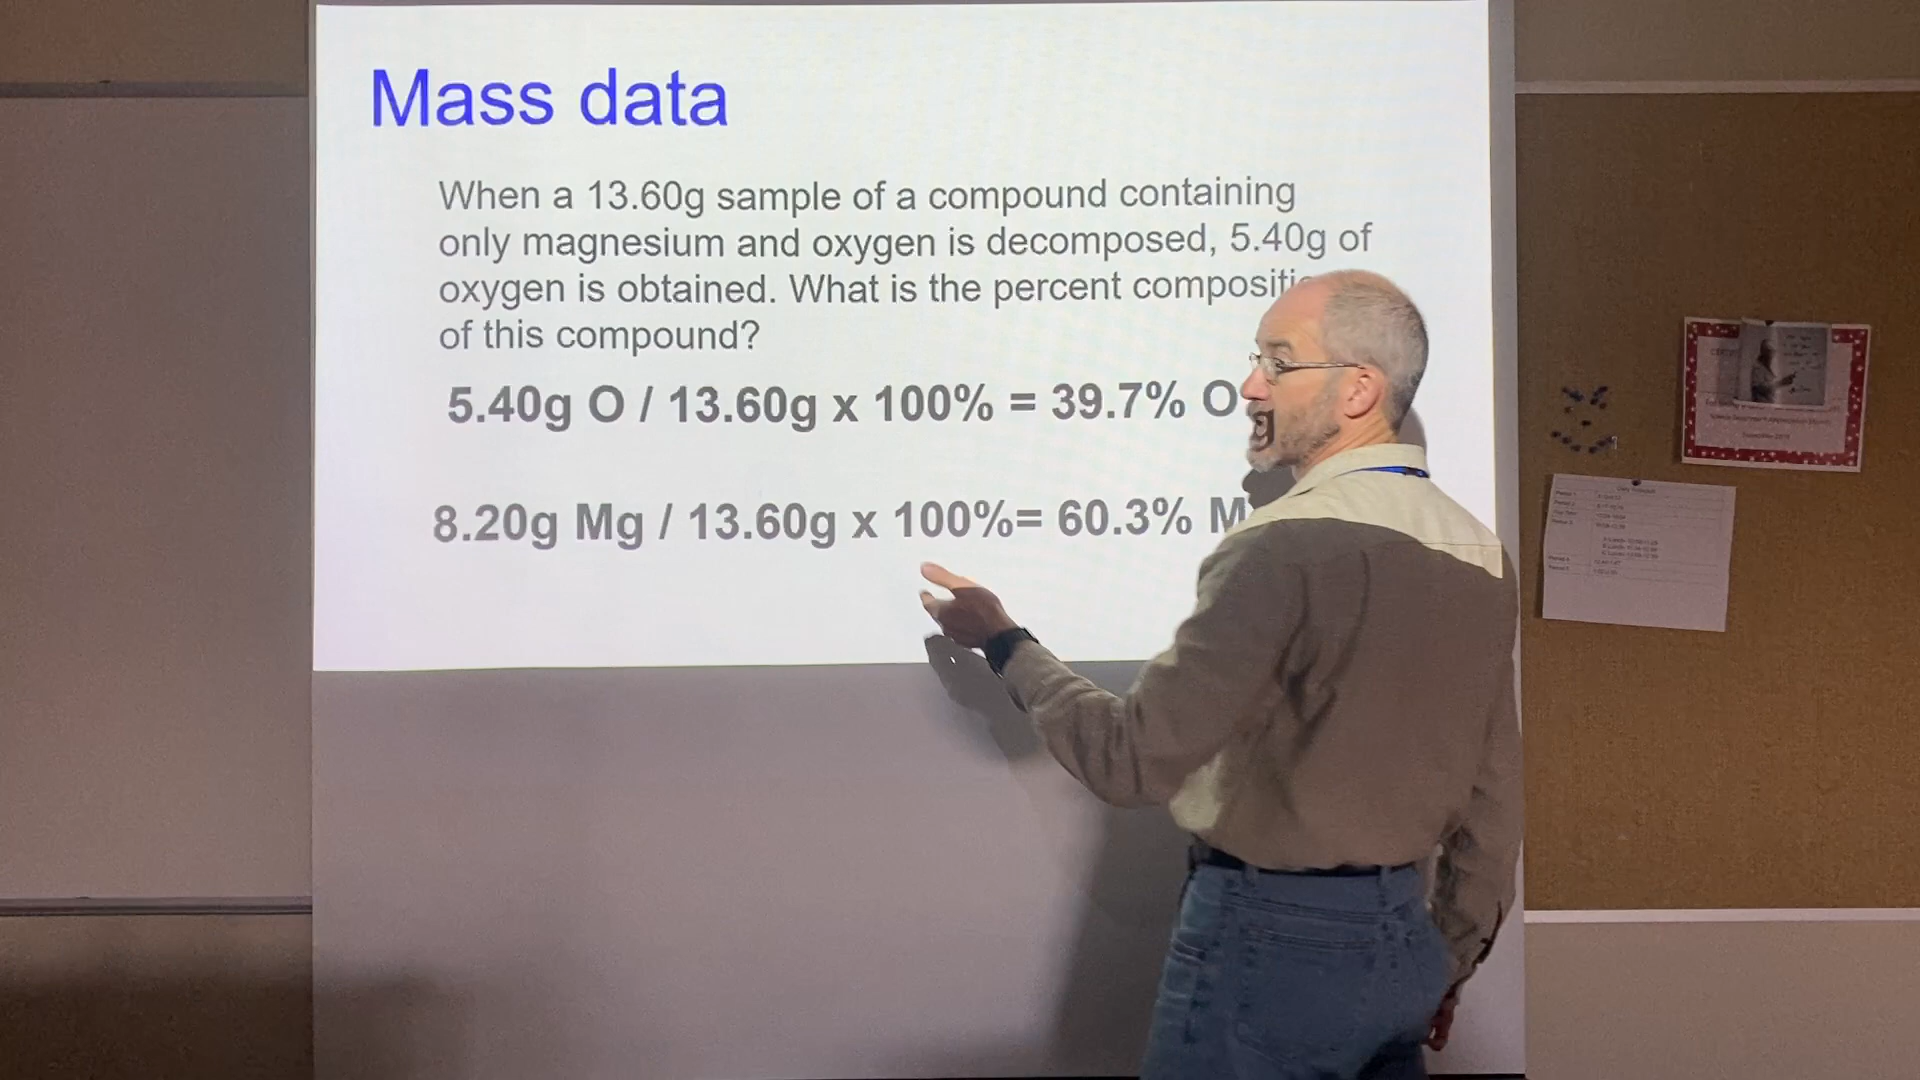 Mass data
When a 13.60g sample of a compound containing
only magnesium and oxygen is decomposed, 5.40g of
oxygen is obtained. What is the percent
of this compound?
5.40g O / 13.60g x 100% = 39.7% O
8.20g Mg / 13.60g x 100%= 60.3%